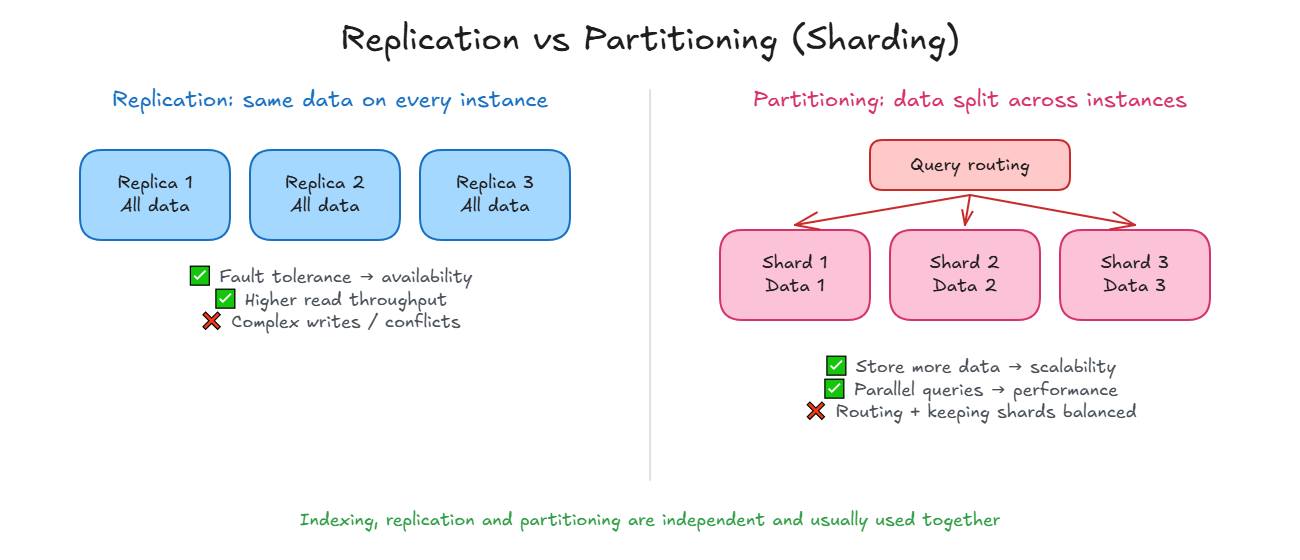 Replication vs Partitioning (Sharding)
Replication: same data on every instance
Replica 1
All data
Replica 2
All data
Replica 3
All data
✅ Fault tolerance → availability
✅ Higher read throughput
❌ Complex writes / conflicts
Partitioning: data split across instances
Query routing
Shard 1
Data 1
Shard 2
Data 2
Shard 3
Data 3
✅ Store more data → scalability
✅ Parallel queries → performance
❌ Routing + keeping shards balanced
Indexing, replication and partitioning are independent and usually used together